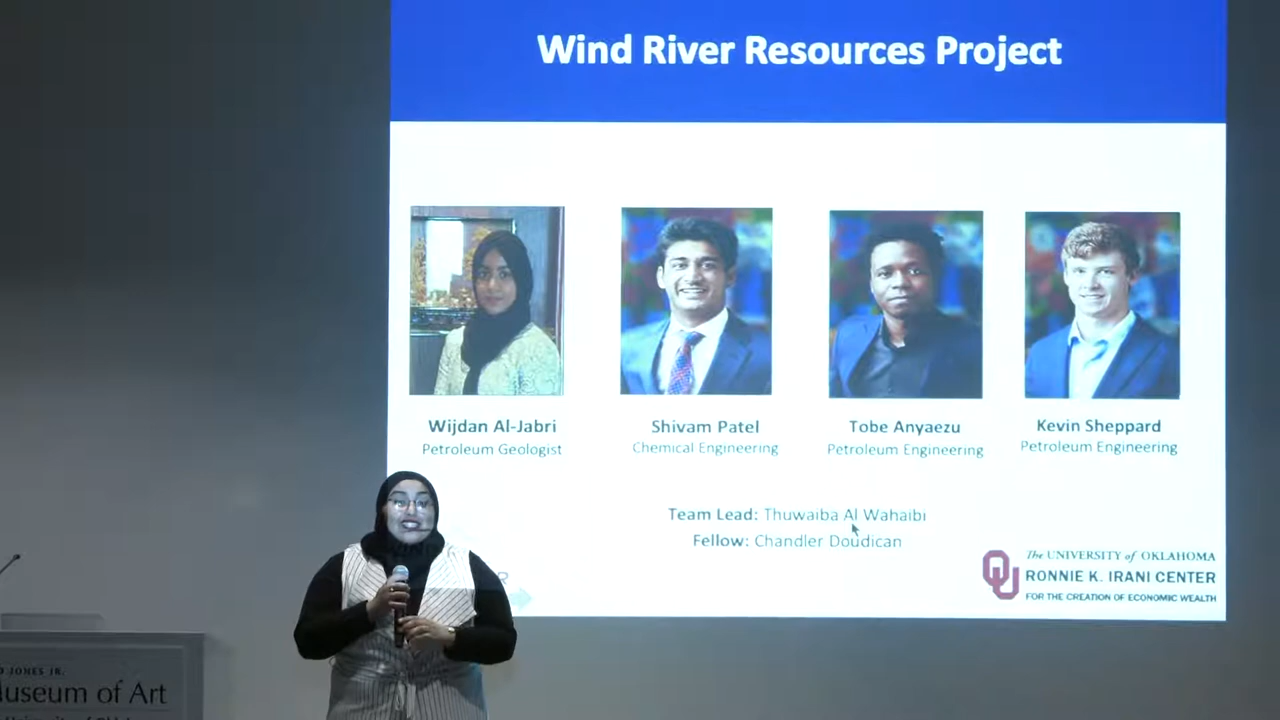 Wind River Resources Project
Wijdan Al-Jabri
Petroleum Geologist
Shivam Patel
Chemical Engineering
Tobe Anyaezu
Petroleum Engineering
Kevin Sheppard
Petroleum Engineering
Team Lead: Thuwaiba Al Wahaibi
Fellow: Chandler Doudican
The UNIVERSITY of OKLAHOMA
RONNIE K. IRANI CENTER
FOR THE CREATION OF ECONOMIC WEALTH
JONES JR.
Museum of Art